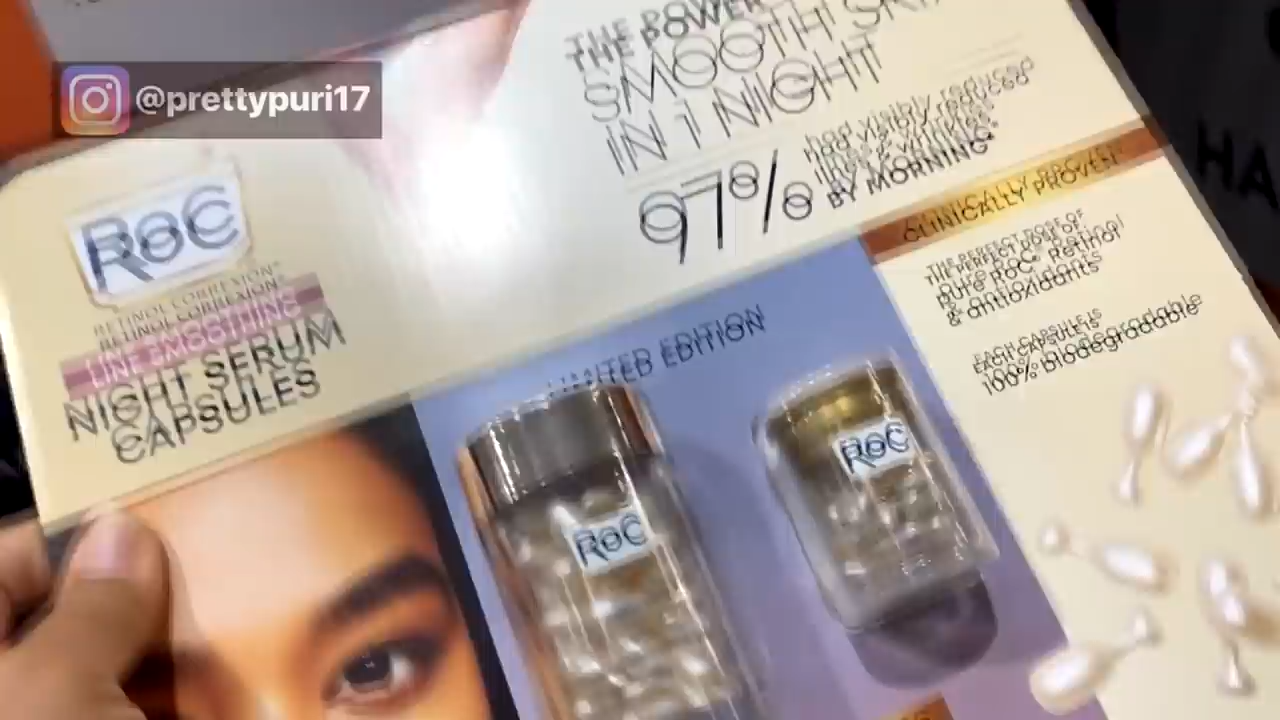 @prettypuri17
THE POWER
SMOOTH SKIN
IN 1 NIGHT
97%
had visibly reduced
lines & wrinkles
BY MORNING*
RoC
RETINOL CORREXION®
LINE SMOOTHING
NIGHT SERUM
CAPSULES
CLINICALLY PROVEN
THE PERFECT DOSE OF
pure RoC® Retinol
& antioxidants
EACH CAPSULE IS
100% biodegradable
LIMITED EDITION
RoC
RoC